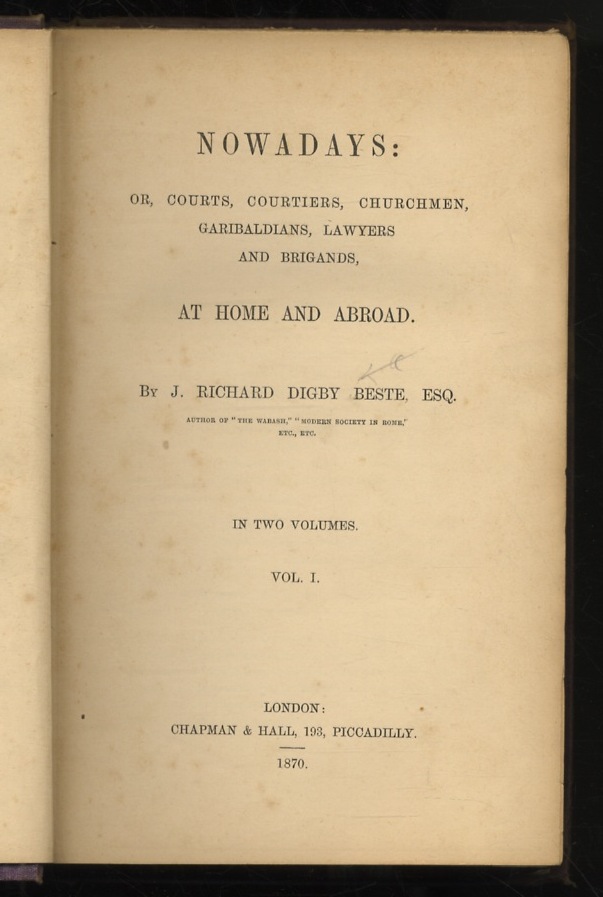 NOWADAYS:
OR, COURTS, COURTIERS, CHURCHMEN,
GARIBALDIANS, LAWYERS
AND BRIGANDS,
AT HOME AND ABROAD.
BY J. RICHARD DIGBY BESTE, ESQ.
AUTHOR OF "THE WABASH," "MODERN SOCIETY IN ROME,"
ETC., ETC.
IN TWO VOLUMES.
VOL. I.
LONDON:
CHAPMAN & HALL, 193, PICCADILLY.
1870.